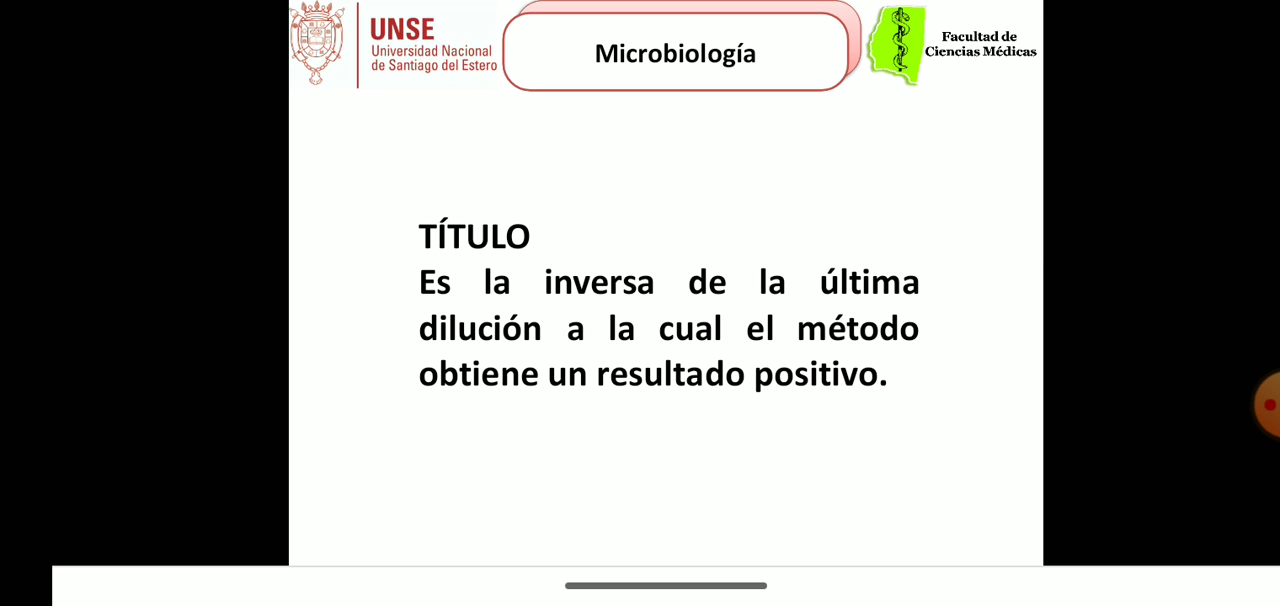 UNSE
Universidad Nacional
de Santiago del Estero
Microbiología
Facultad de
Ciencias Médicas
TÍTULO
Es la inversa de la última
dilución a la cual el método
obtiene un resultado positivo.